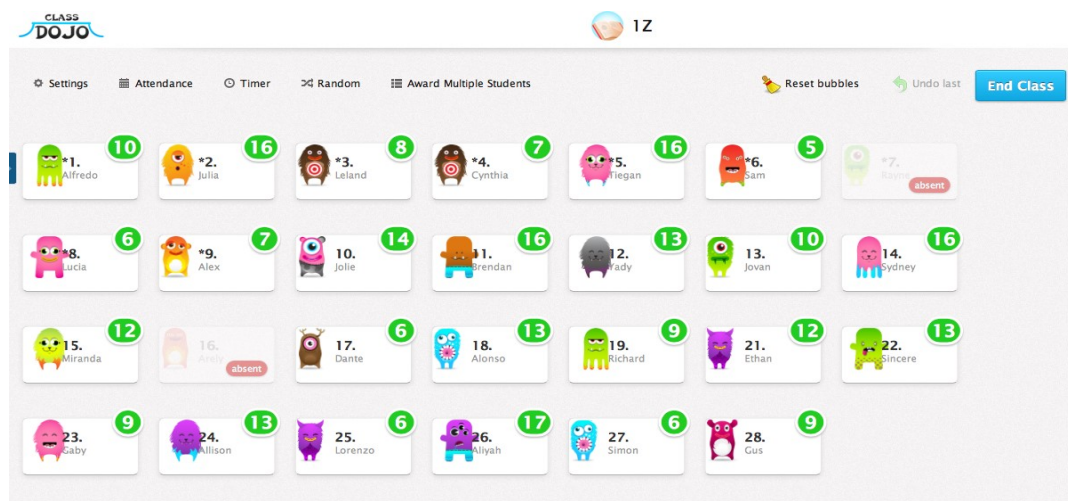 CLASS
DOJO
1Z
Settings
Attendance
Timer
Random
Award Multiple Students
Reset bubbles
Undo last
End Class
10
*1.
Alfredo
16
*2.
Julia
8
*3.
Leland
7
*4.
Cynthia
16
*5.
Tiegan
5
*6.
Sam
*7.
Rayne
absent
6
*8.
Lucia
7
*9.
Alex
14
10.
Jolie
16
11.
Brendan
13
12.
Yady
10
13.
Jovan
16
14.
Sydney
12
15.
Miranda
16.
Arely
absent
6
17.
Dante
13
18.
Alonso
9
19.
Richard
12
21.
Ethan
13
22.
Sincere
9
23.
Gaby
13
24.
Allison
6
25.
Lorenzo
17
26.
Aliyah
6
27.
Simon
9
28.
Gus